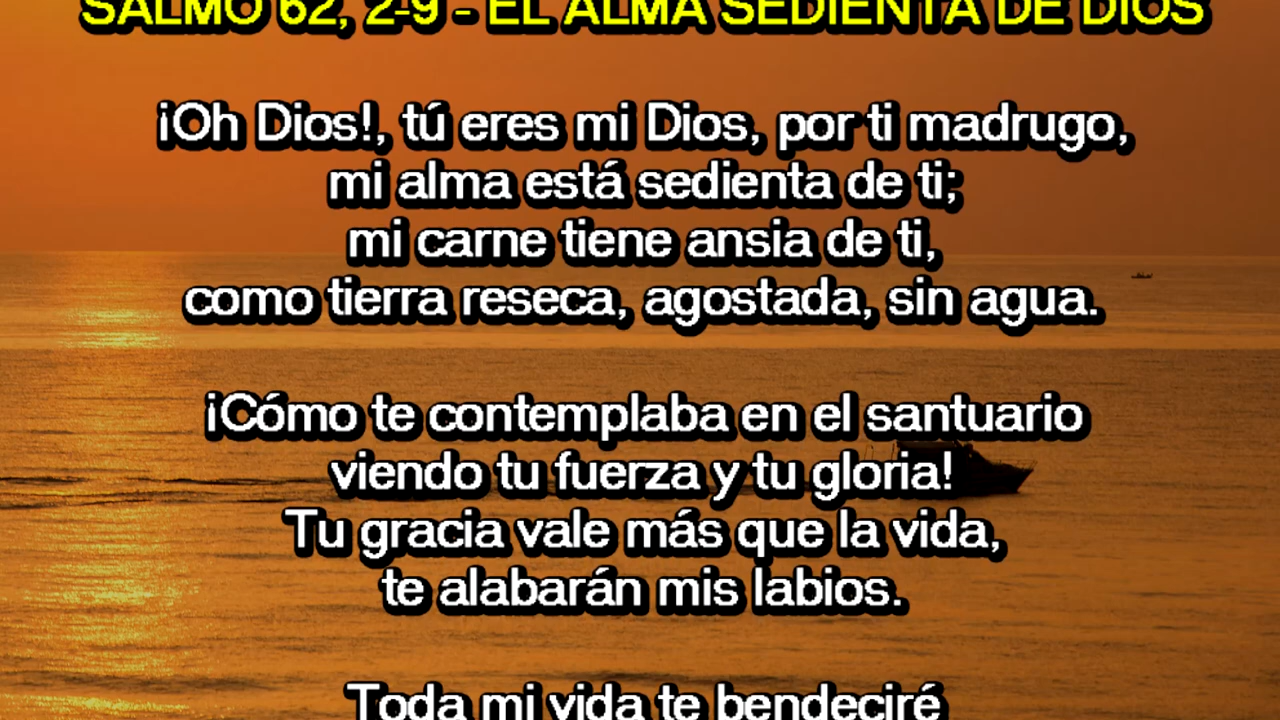 SALMO 62, 2-9 - EL ALMA SEDIENTA DE DIOS
¡Oh Dios!, tú eres mi Dios, por ti madrugo,
mi alma está sedienta de ti;
mi carne tiene ansia de ti,
como tierra reseca, agostada, sin agua.
¡Cómo te contemplaba en el santuario
viendo tu fuerza y tu gloria!
Tu gracia vale más que la vida,
te alabarán mis labios.
Toda mi vida te bendeciré